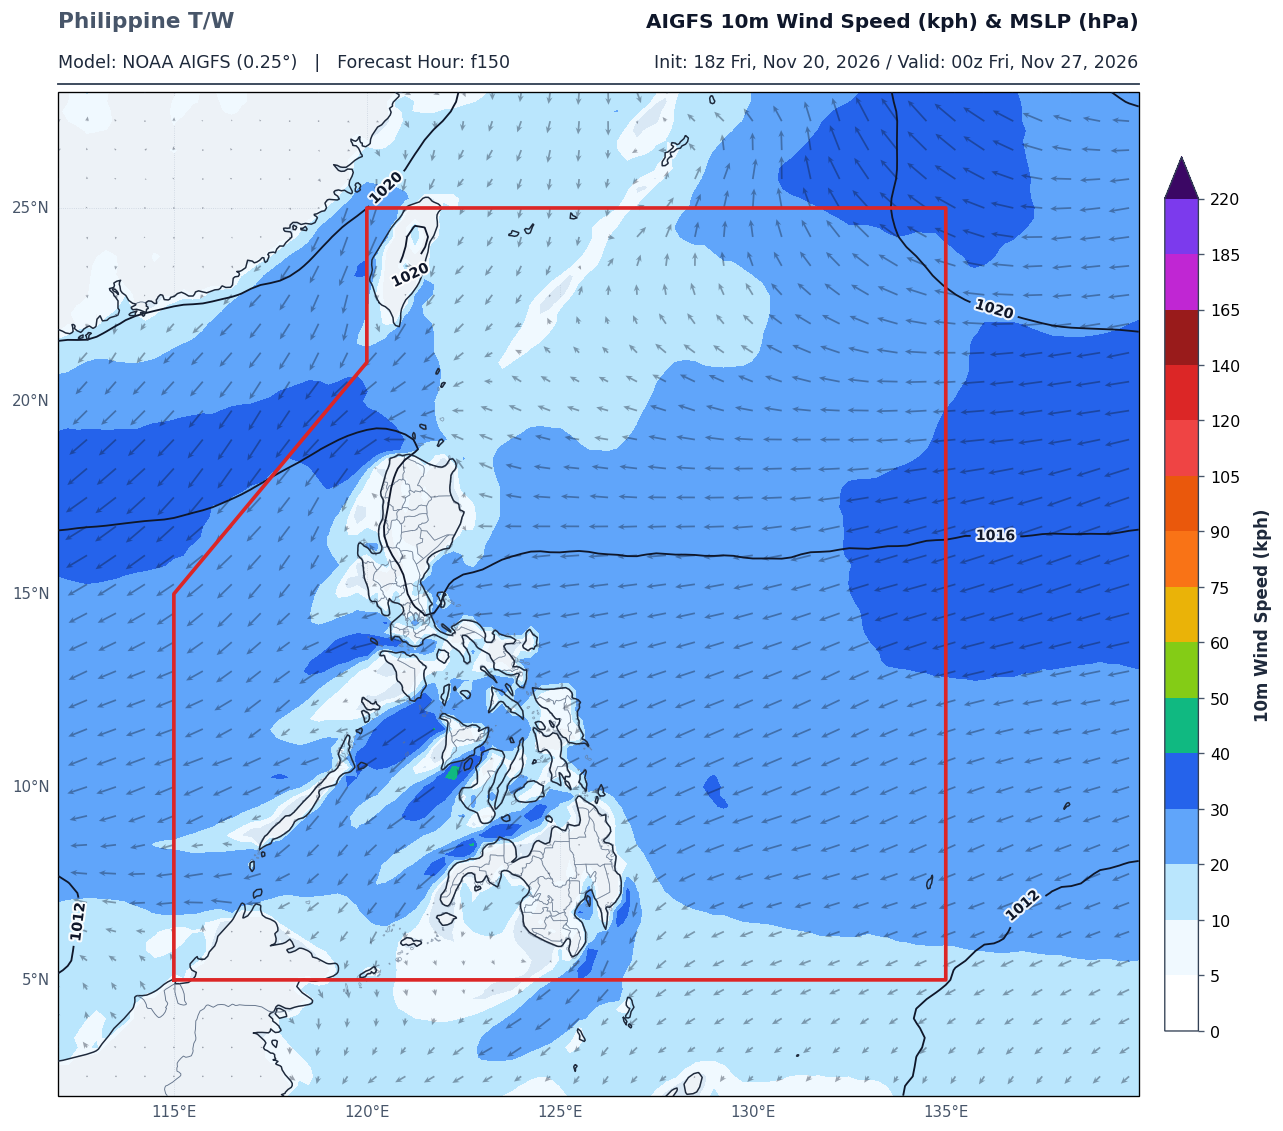 Philippine T/W
AIGFS 10m Wind Speed (kph) & MSLP (hPa)
Model: NOAA AIGFS (0.25°)   |   Forecast Hour: f150
Init: 18z Fri, Nov 20, 2026 / Valid: 00z Fri, Nov 27, 2026
1020
1020
1020
1016
1012
1012
25°N
20°N
15°N
10°N
5°N
115°E
120°E
125°E
130°E
135°E
220
185
165
140
120
105
90
75
60
50
40
30
20
10
5
0
10m Wind Speed (kph)